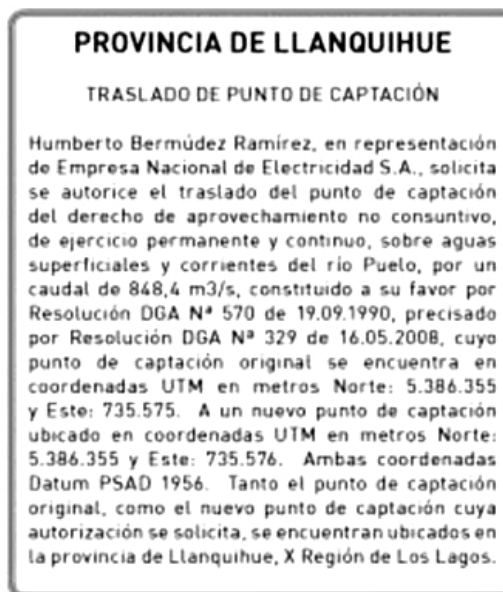 PROVINCIA DE LLANQUIHUE
TRASLADO DE PUNTO DE CAPTACIÓN
Humberto Bermúdez Ramírez, en representación
de Empresa Nacional de Electricidad S.A., solicita
se autorice el traslado del punto de captación
del derecho de aprovechamiento no consuntivo,
de ejercicio permanente y continuo, sobre aguas
superficiales y corrientes del río Puelo, por un
caudal de 848,4 m3/s, constituido a su favor por
Resolución DGA Nª 570 de 19.09.1990, precisado
por Resolución DGA Nª 329 de 16.05.2008, cuyo
punto de captación original se encuentra en
coordenadas UTM en metros Norte: 5.386.355
y Este: 735.575. A un nuevo punto de captación
ubicado en coordenadas UTM en metros Norte:
5.386.355 y Este: 735.576. Ambas coordenadas
Datum PSAD 1956. Tanto el punto de captación
original, como el nuevo punto de captación cuya
autorización se solicita, se encuentran ubicados en
la provincia de Llanquihue, X Región de Los Lagos.